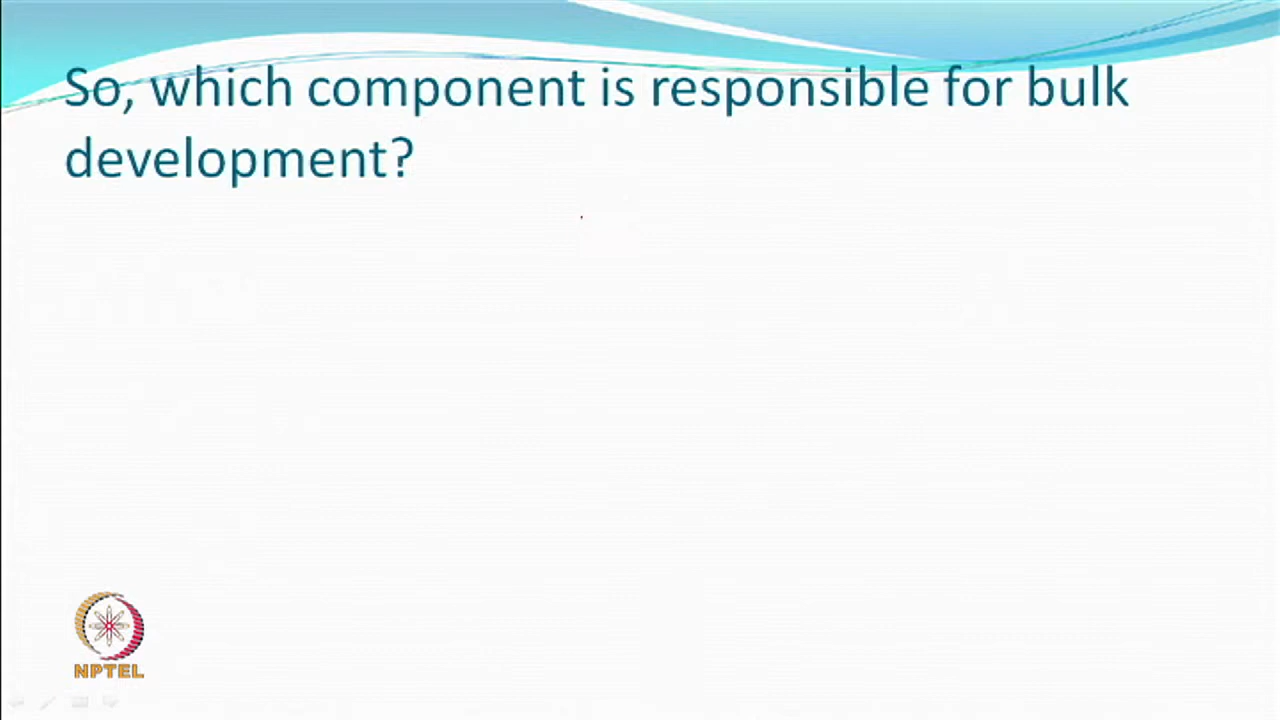 So, which component is responsible for bulk
development?
NPTEL